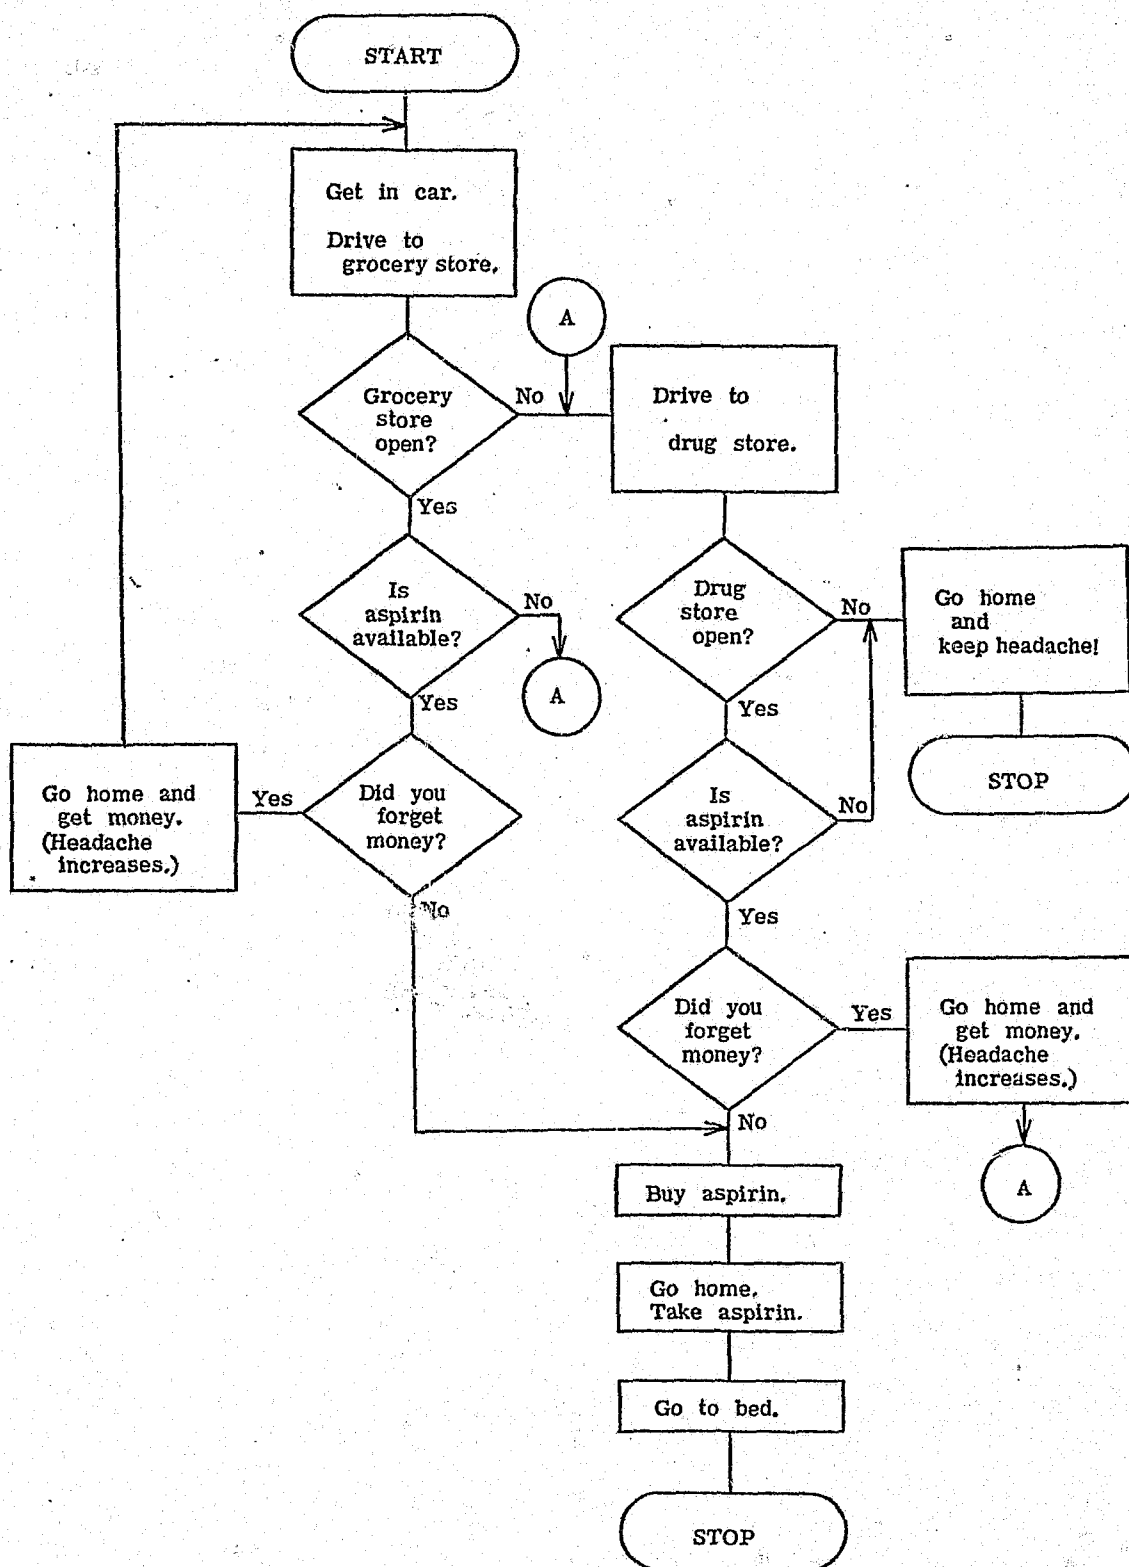 START
Get in car.
Drive to
grocery store.
A
Grocery
store
open?
No
Yes
Drive to
drug store.
Is
aspirin
available?
No
A
Yes
Drug
store
open?
No
Yes
Go home
and
keep headache!
STOP
Go home and
get money.
(Headache
increases.)
Yes
Did you
forget
money?
No
Is
aspirin
available?
No
Yes
Did you
forget
money?
Yes
No
Go home and
get money.
(Headache
increases.)
A
Buy aspirin.
Go home.
Take aspirin.
Go to bed.
STOP